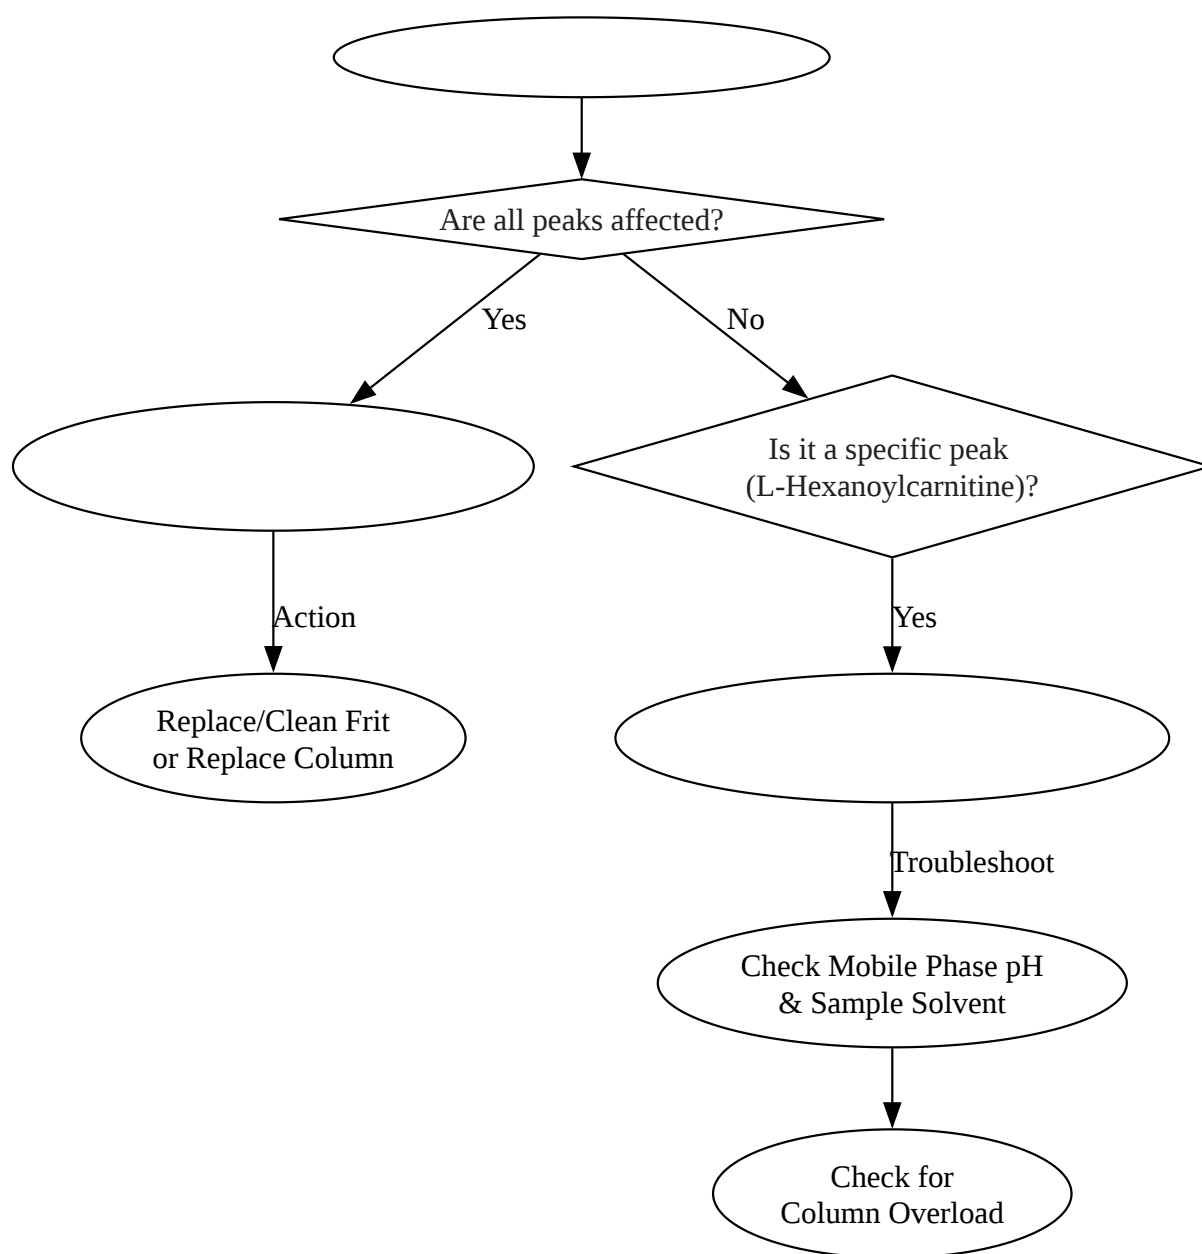 Are all peaks affected?
Yes
No
Is it a specific peak
(L-Hexanoylcarnitine)?
Action
Yes
Replace/Clean Frit
or Replace Column
Troubleshoot
Check Mobile Phase pH
& Sample Solvent
Check for
Column Overload